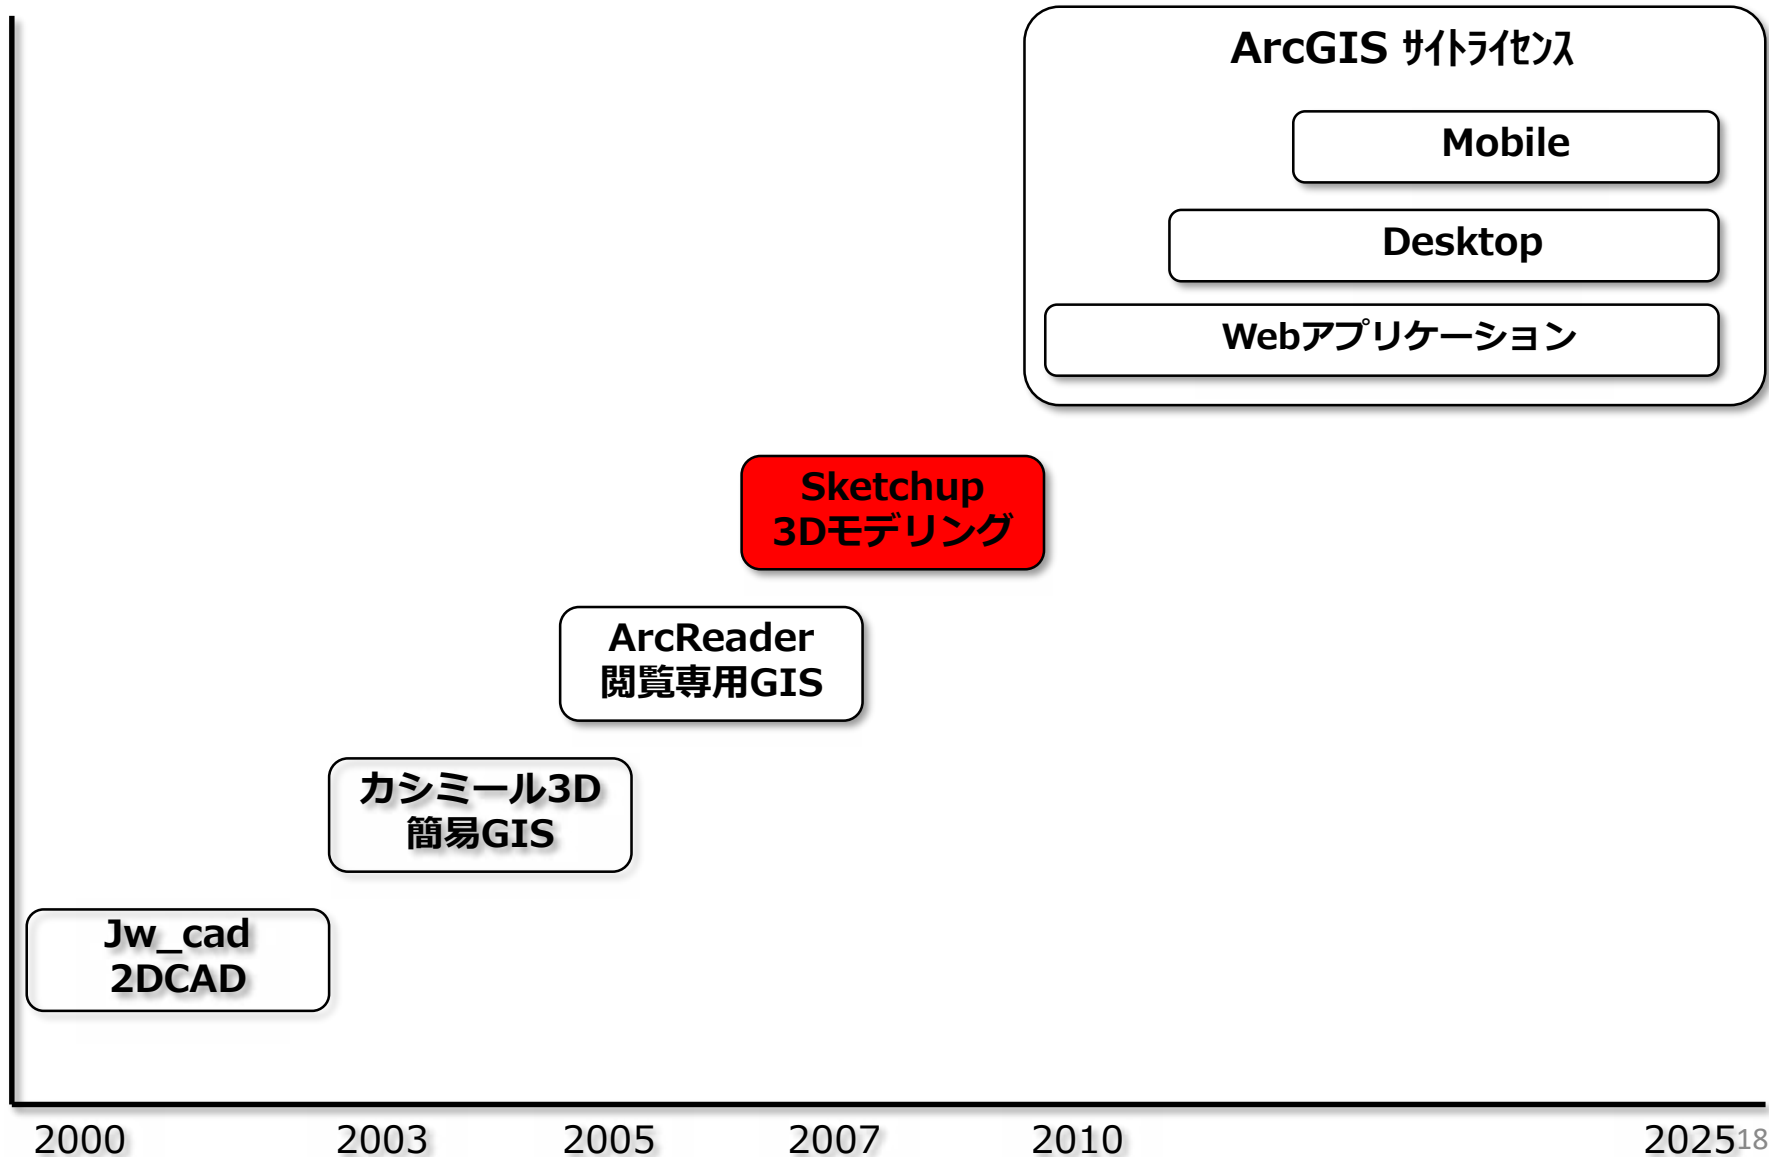 ArcGIS ｻｲﾄﾗｲｾﾝｽ
Mobile
Desktop
Webアプリケーション
Sketchup
3Dモデリング
ArcReader
閲覧専用GIS
カシミール3D
簡易GIS
Jw_cad
2DCAD
2000 2003 2005 2007 2010 2025
18